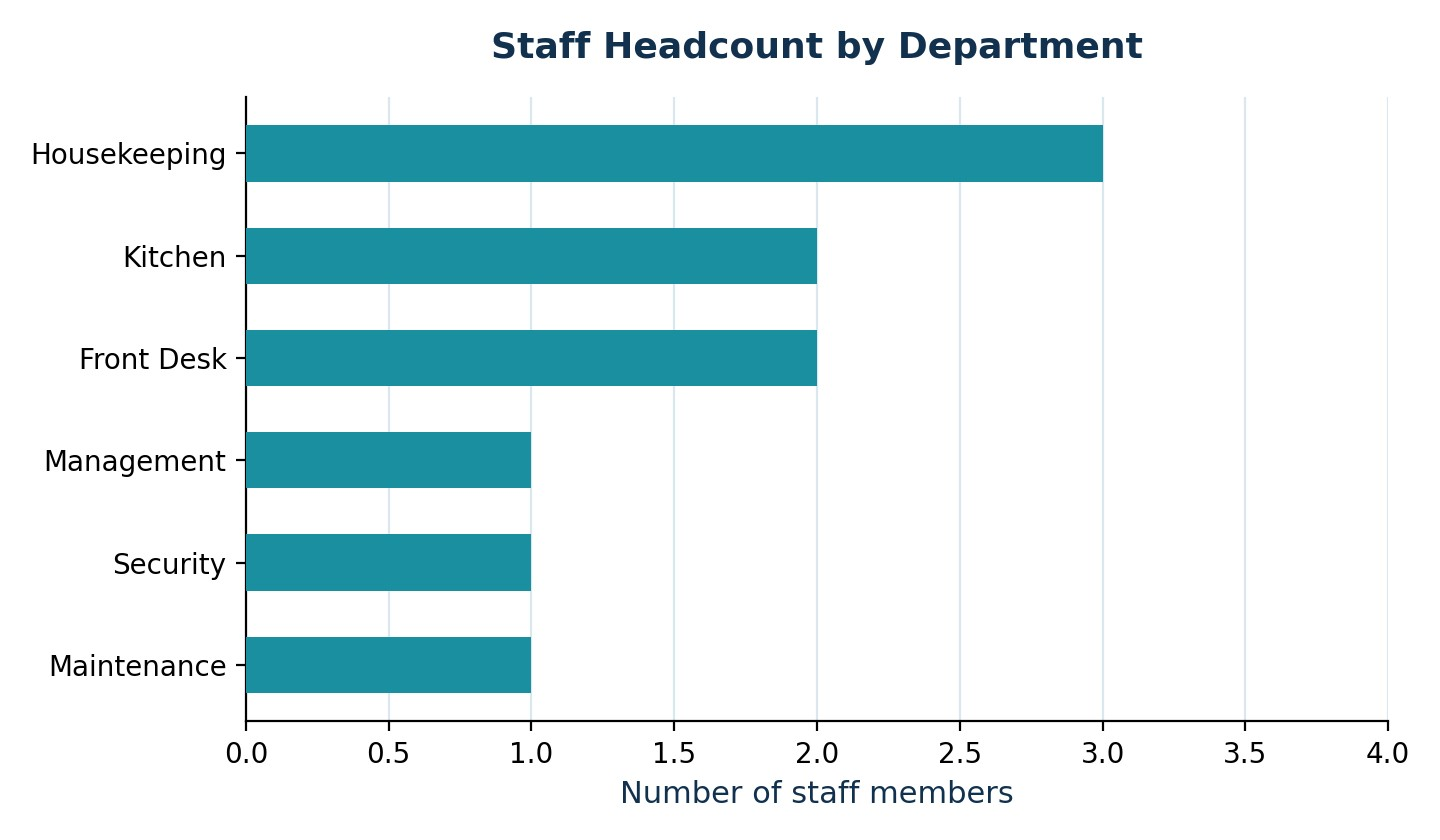 Staff Headcount by Department
Housekeeping
Kitchen
Front Desk
Management
Security
Maintenance
0.0 0.5 1.0 1.5 2.0 2.5 3.0 3.5 4.0
Number of staff members